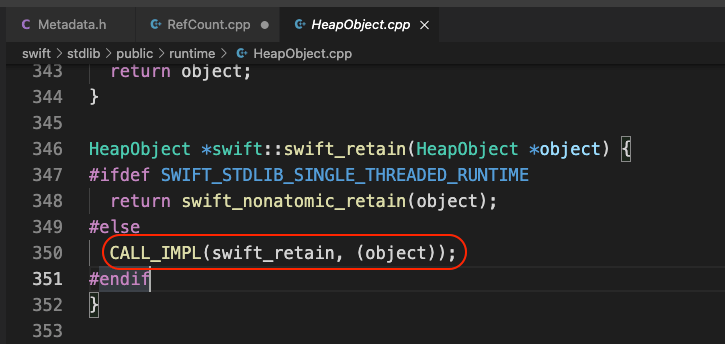 C Metadata.h C+ RefCount.cpp ● C+ HeapObject.cpp ×
swift > stdlib > public > runtime > C+ HeapObject.cpp
343 return object;
344 }
345
346 HeapObject *swift::swift_retain(HeapObject *object) {
347 #ifdef SWIFT_STDLIB_SINGLE_THREADED_RUNTIME
348 return swift_nonatomic_retain(object);
349 #else
350 CALL_IMPL(swift_retain, (object));
351 #endif
352 }
353